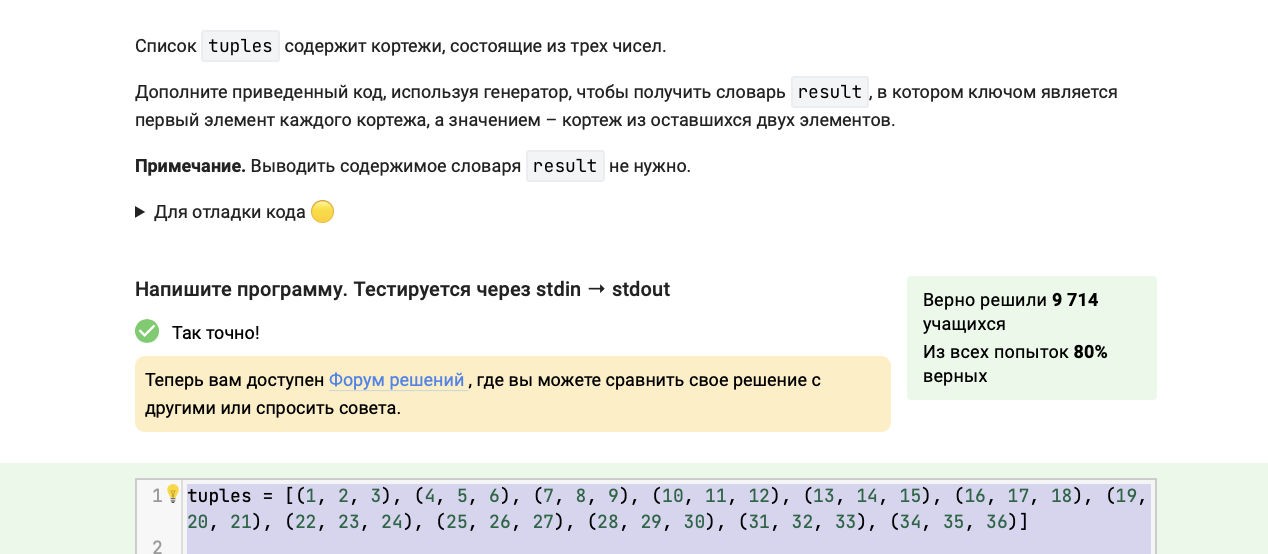 Список tuples содержит кортежи, состоящие из трех чисел.
Дополните приведенный код, используя генератор, чтобы получить словарь result, в котором ключом является
первый элемент каждого кортежа, а значением – кортеж из оставшихся двух элементов.
Примечание. Выводить содержимое словаря result не нужно.
Для отладки кода
Напишите программу. Тестируется через stdin → stdout
Верно решили 9 714
учащихся
Из всех попыток 80%
верных
Так точно!
Теперь вам доступен Форум решений, где вы можете сравнить свое решение с
другими или спросить совета.
1 tuples = [(1, 2, 3), (4, 5, 6), (7, 8, 9), (10, 11, 12), (13, 14, 15), (16, 17, 18), (19,
20, 21), (22, 23, 24), (25, 26, 27), (28, 29, 30), (31, 32, 33), (34, 35, 36)]
2